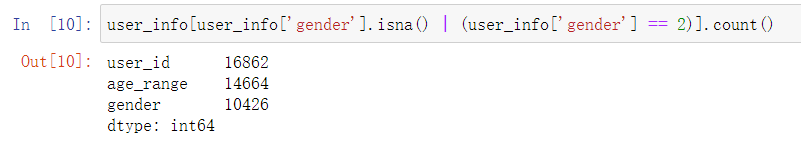 In [10]: user_info[user_info['gender'].isna() | (user_info['gender'] == 2)].count()
Out[10]: user_id 16862
age_range 14664
gender 10426
dtype: int64